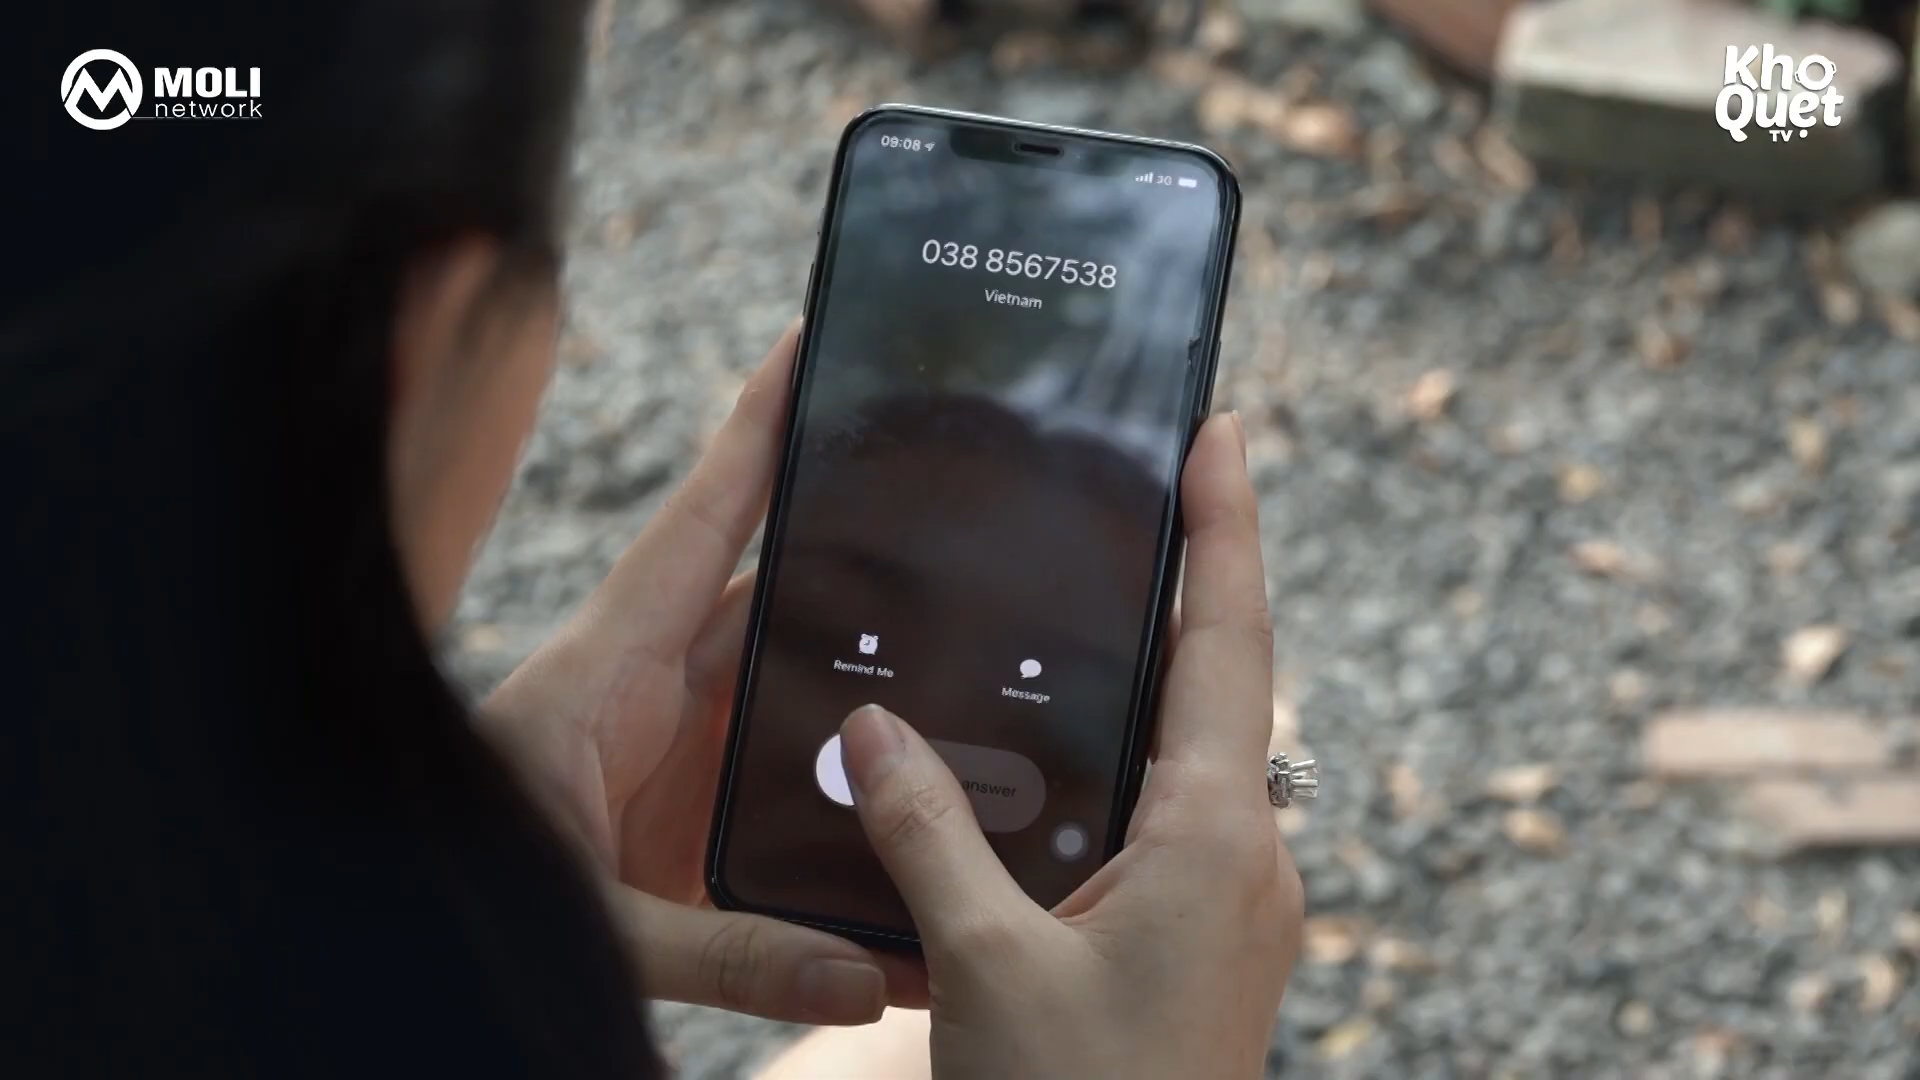 MOLI
network
Kho
Quẹt
TV
09:08
3G
038 8567538
Vietnam
Remind Me
Message
answer